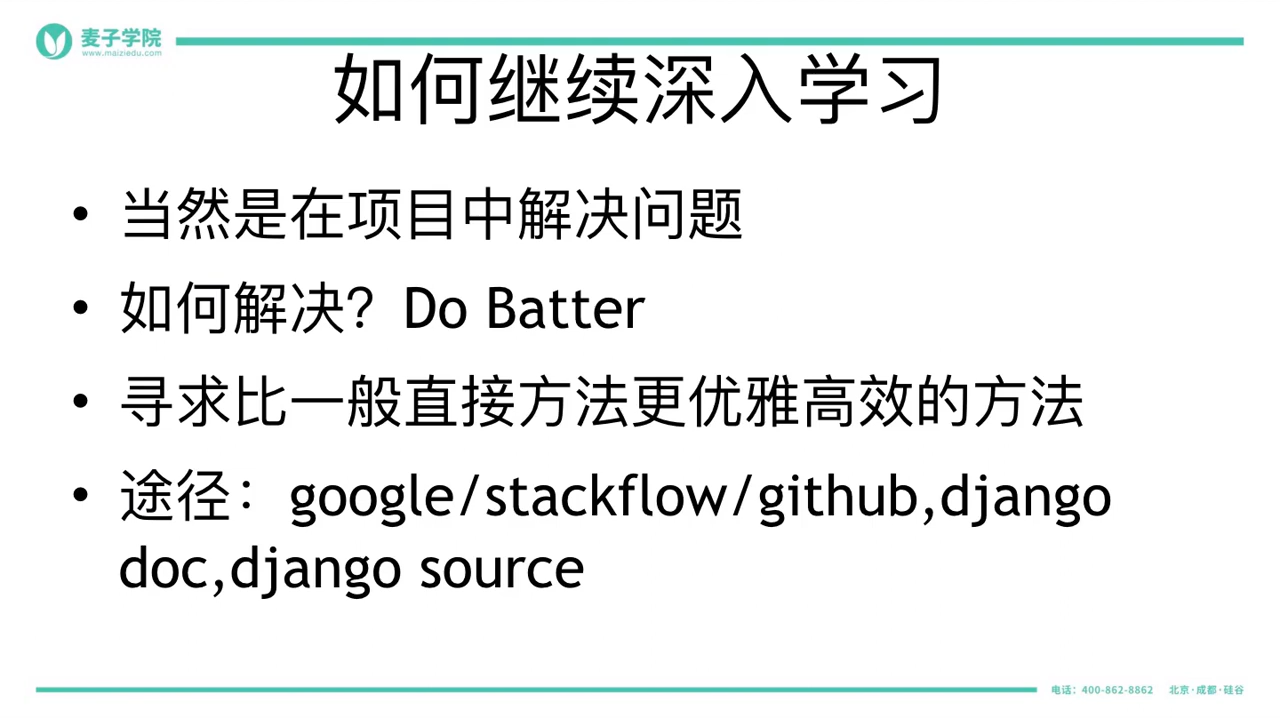 麦子学院
www.maiziedu.com
如何继续深入学习
• 当然是在项目中解决问题
• 如何解决？Do Batter
• 寻求比一般直接方法更优雅高效的方法
• 途径：google/stackflow/github,django
doc,django source
电话：400-862-8862 北京·成都·硅谷